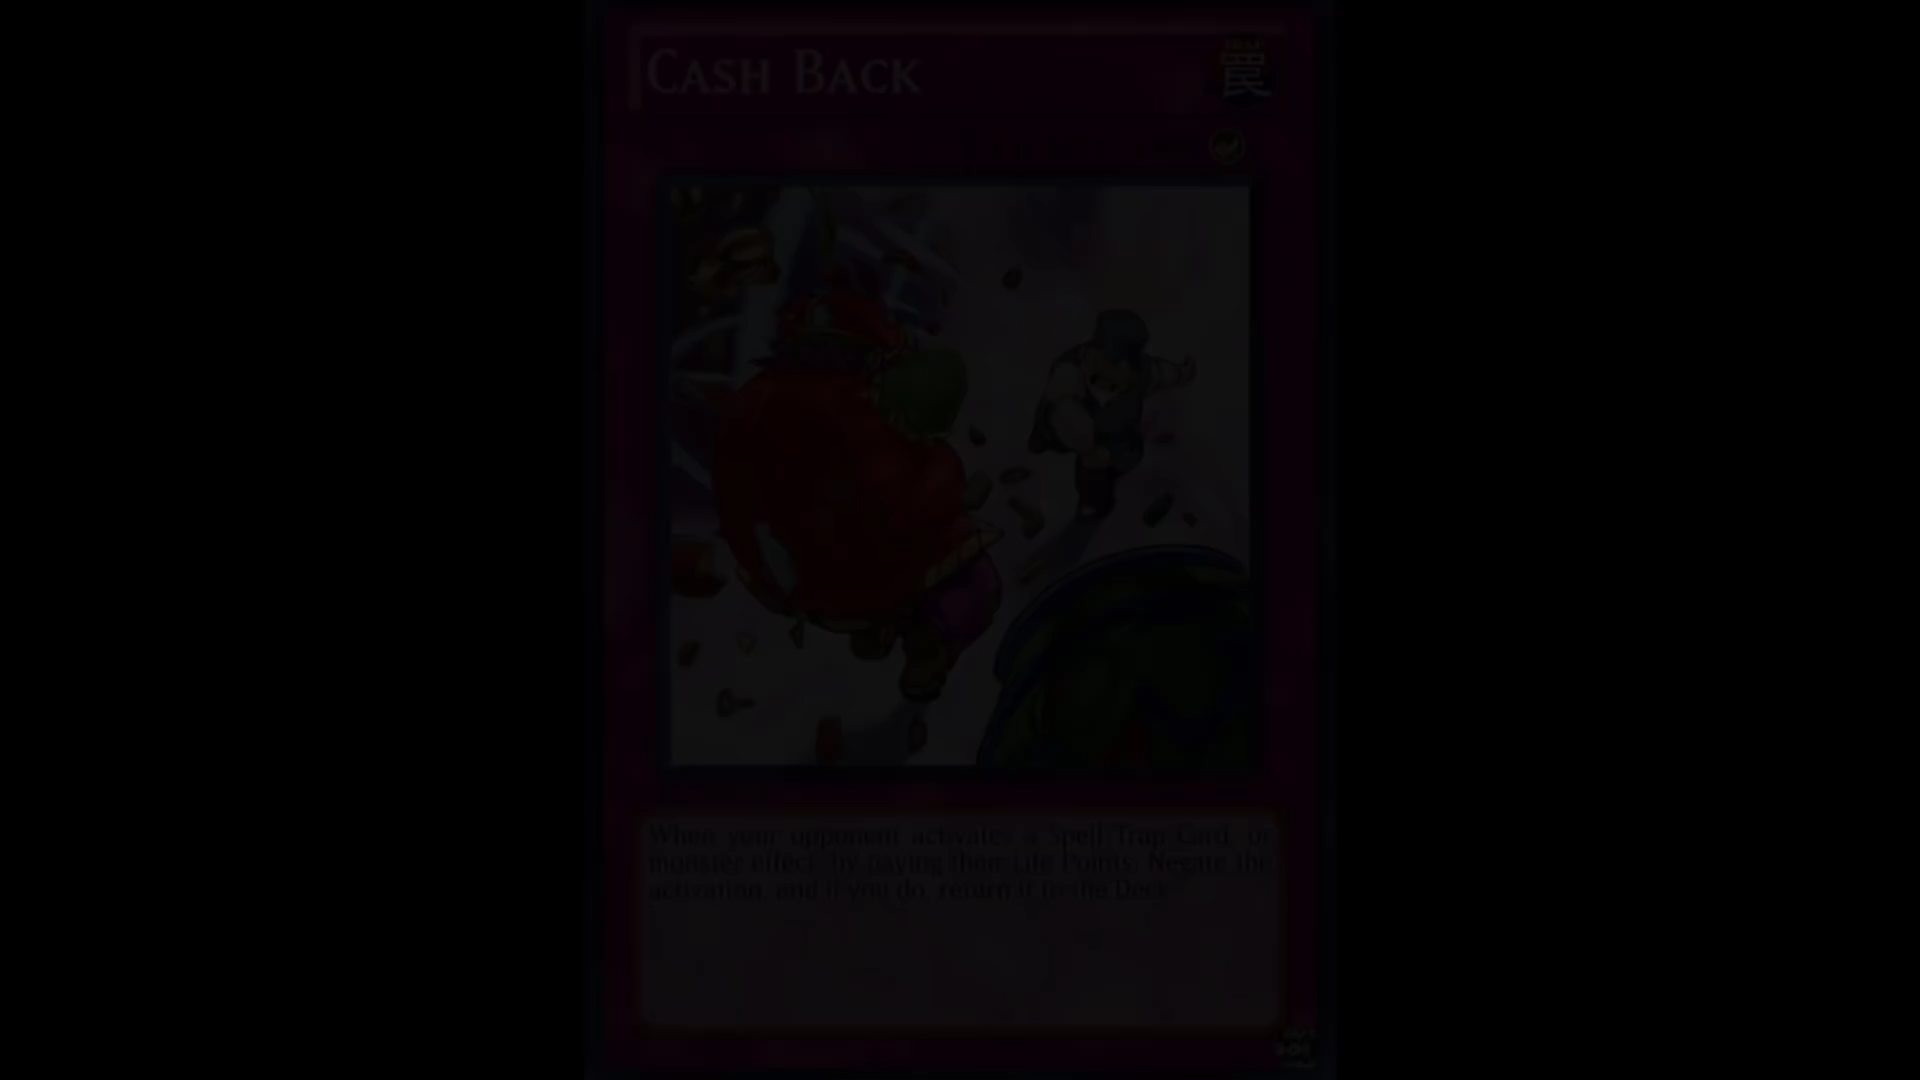 Cash Back
罠
When your opponent activates a Spell/Trap Card, or
monster effect, by paying their Life Points: Negate the
activation, and if you do, return it to the Deck.